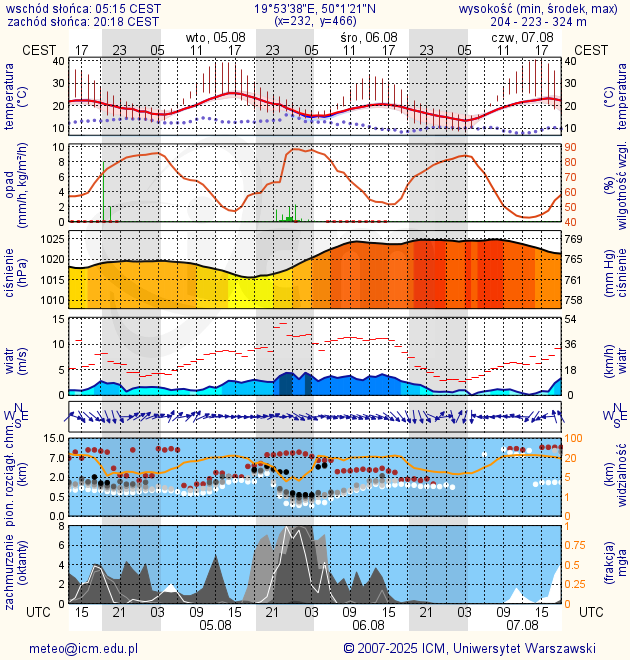 wschód słońca: 05:15 CEST 19°53'38"E, 50°1'21"N wysokość (min, środek, max)
zachód słońca: 20:18 CEST (x=232, y=466) 204 - 223 - 324 m
wto, 05.08 śro, 06.08 czw, 07.08
CEST 17 23 05 11 17 23 05 11 17 23 05 11 17 CEST
temperatura (°C) 40 30 20 10 40 30 20 10 (°C) temperatura
opad (mm/h, kg/m²/h) 10 8 6 4 2 0 90 80 70 60 50 40 (%) wilgotność wzgl.
ciśnienie (hPa) 1025 1020 1015 1010 769 765 761 758 (mm Hg) ciśnienie
wiatr (m/s) 15 10 5 0 54 36 18 0 (km/h) wiatr
N W E S N W E S
pion. rozciągł. chm. (km) 15.0 7.0 2.0 0.5 0.0 100 20 5 1 0 (km) widzialność
zachmurzenie (oktanty) 8 6 4 2 0 1 0.75 0.5 0.25 0 (frakcja) mgła
UTC 15 21 03 09 15 21 03 09 15 21 03 09 15 UTC
05.08 06.08 07.08
meteo@icm.edu.pl © 2007-2025 ICM, Uniwersytet Warszawski